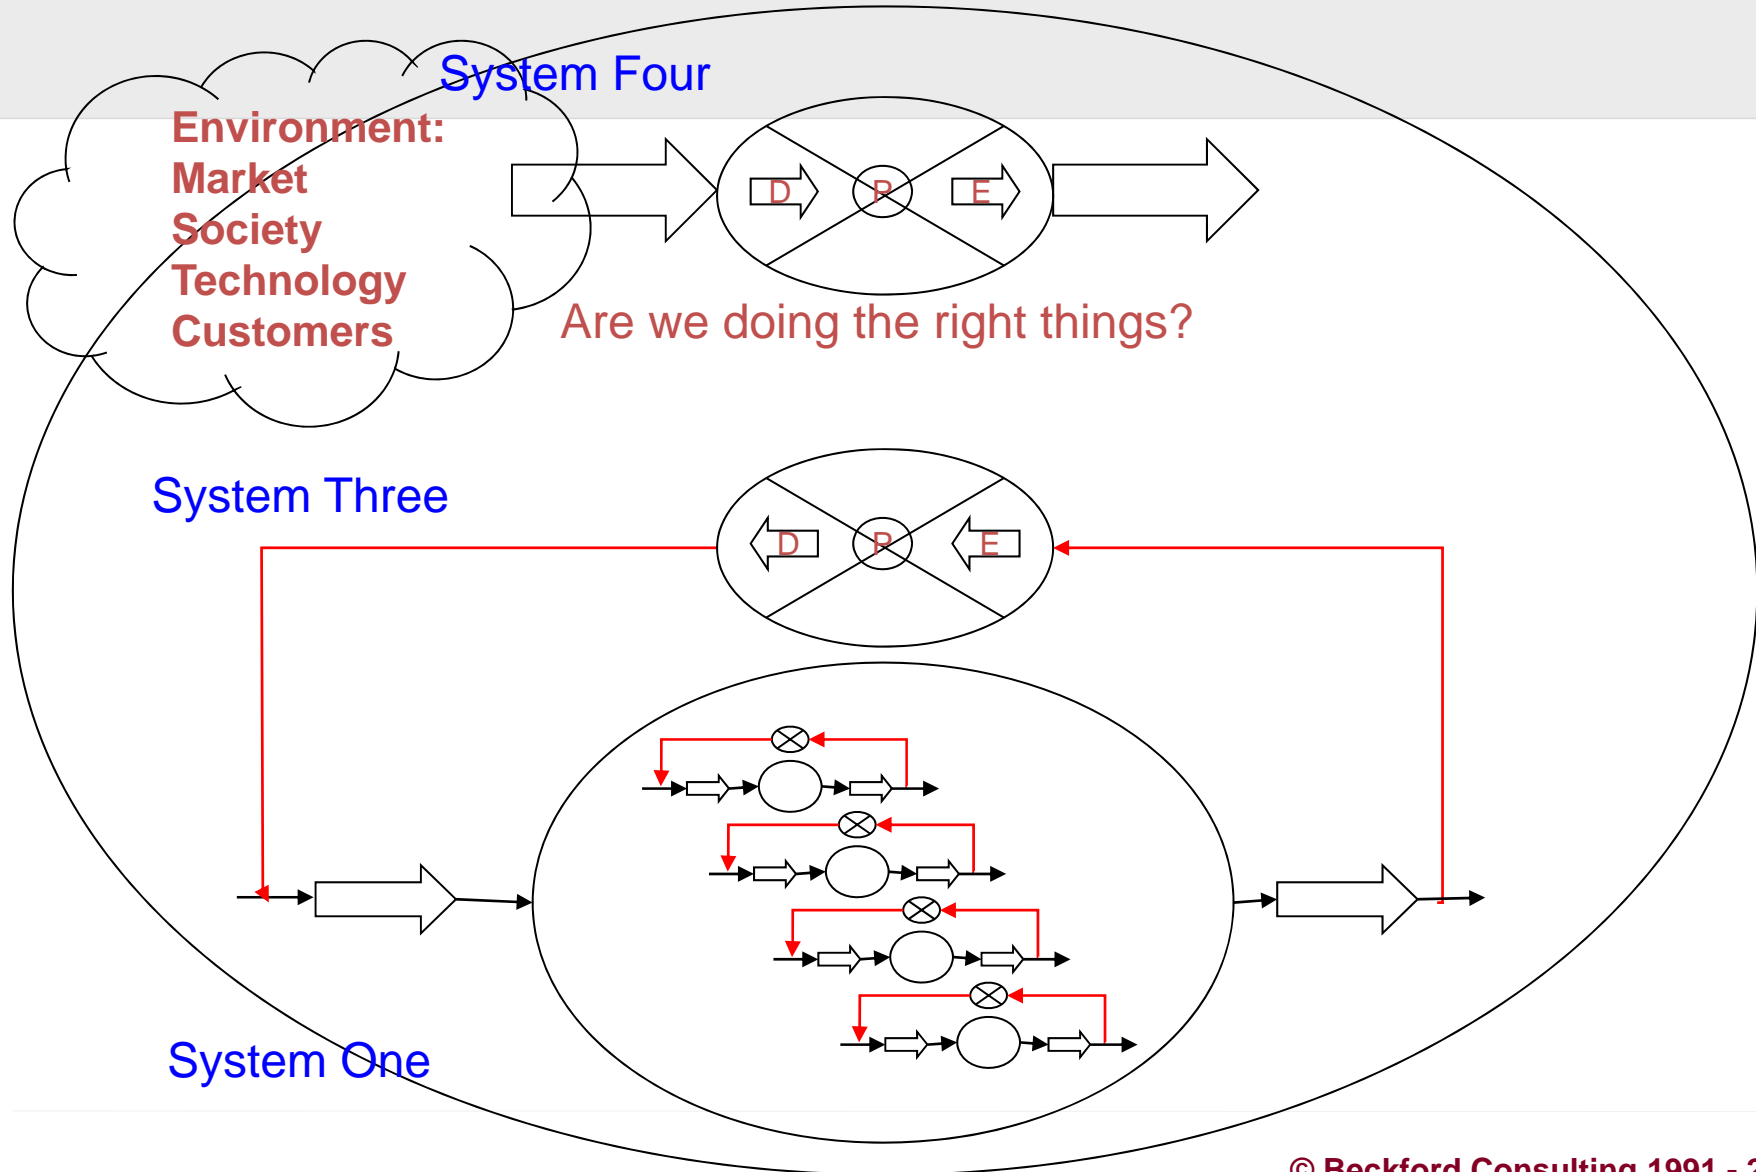 System Four
Environment:
Market
Society
Technology
Customers
D P E
Are we doing the right things?
System Three
D P E
System One
© Beckford Consulting 1991 -